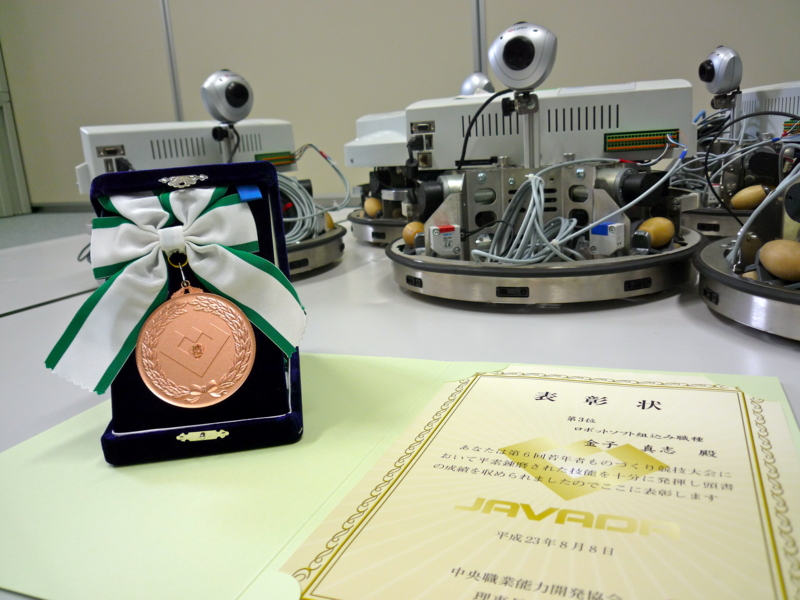 表彰状
第3位
ロボットソフト組込み職種
金子 真志 殿
あなたは第6回若年者ものづくり競技大会に
おいて平素錬磨された技能を十分に発揮し頭書
の成績を収められましたのでここに表彰します
JAVADA
平成23年8月8日
中央職業能力開発協会
理事長